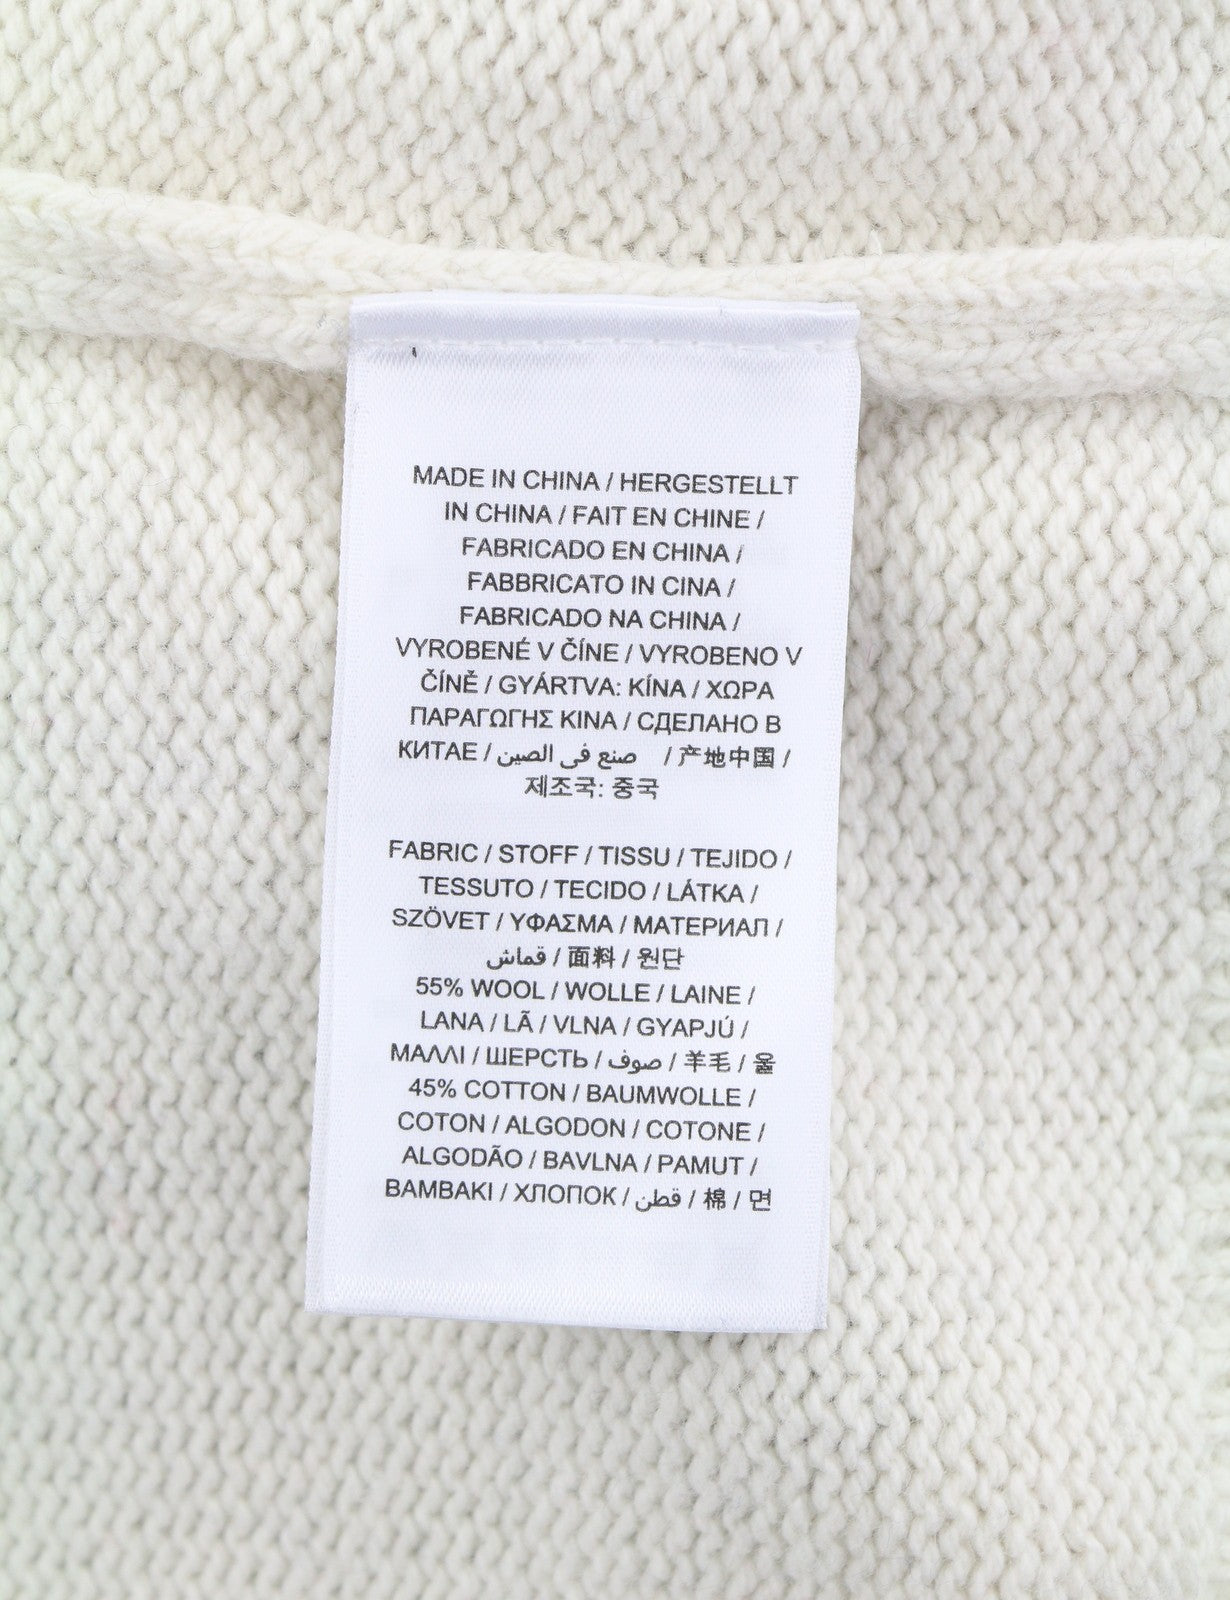 MADE IN CHINA / HERGESTELLT
IN CHINA / FAIT EN CHINE /
FABRICADO EN CHINA /
FABBRICATO IN CINA /
FABRICADO NA CHINA /
VYROBENÉ V ČÍNE / VYROBENO V
ČÍNĚ / GYÁRTVA: KÍNA / ΧΩΡΑ
ΠΑΡΑΓΩΓΗΣ ΚΙΝΑ / СДЕЛАНО В
КИТАЕ / صنع فى الصين / 产地中国 /
제조국: 중국
FABRIC / STOFF / TISSU / TEJIDO /
TESSUTO / TECIDO / LÁTKA /
SZÖVET / ΥΦΑΣΜΑ / МАТЕРИАЛ /
قماش / 面料 / 원단
55% WOOL / WOLLE / LAINE /
LANA / LÃ / VLNA / GYAPJÚ /
ΜΑΛΛΙ / ШЕРСТЬ / صوف / 羊毛 / 울
45% COTTON / BAUMWOLLE /
COTON / ALGODON / COTONE /
ALGODÃO / BAVLNA / PAMUT /
ΒΑΜΒΑΚΙ / ХЛОПОК / قطن / 棉 / 면